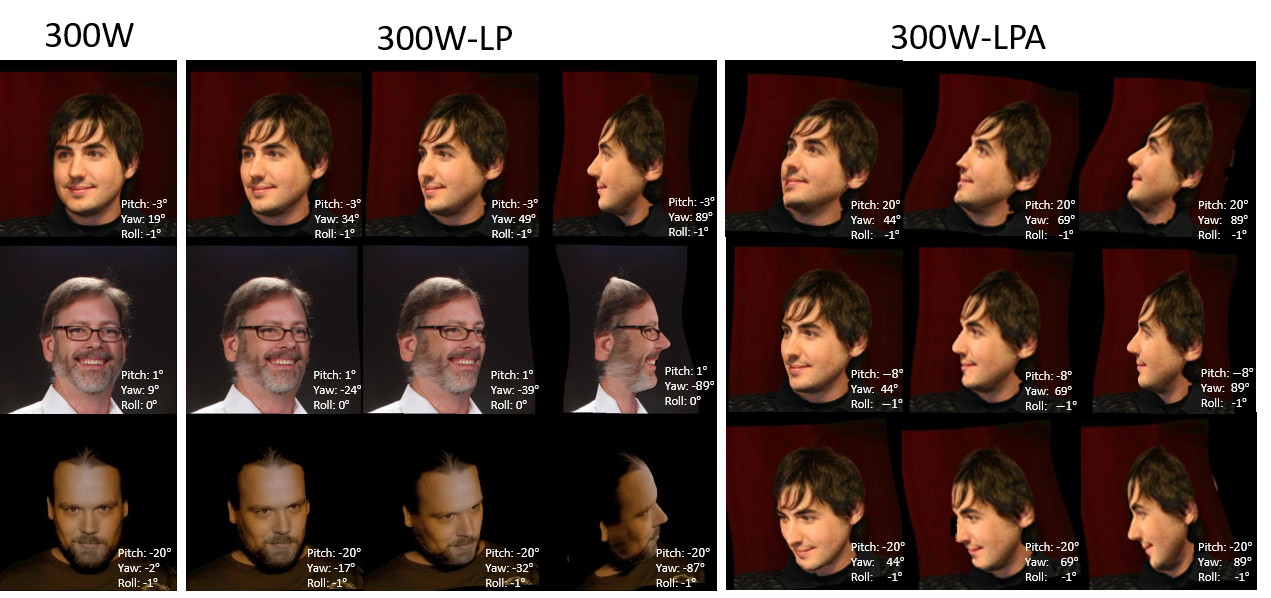 300W
300W-LP
300W-LPA
Pitch: -3°
Yaw: 19°
Roll: -1°
Pitch: -3°
Yaw: 34°
Roll: -1°
Pitch: -3°
Yaw: 49°
Roll: -1°
Pitch: -3°
Yaw: 89°
Roll: -1°
Pitch: 20°
Yaw: 44°
Roll: -1°
Pitch: 20°
Yaw: 69°
Roll: -1°
Pitch: 20°
Yaw: 89°
Roll: -1°
Pitch: 1°
Yaw: 9°
Roll: 0°
Pitch: 1°
Yaw: -24°
Roll: 0°
Pitch: 1°
Yaw: -39°
Roll: 0°
Pitch: 1°
Yaw: -89°
Roll: 0°
Pitch: −8°
Yaw: 44°
Roll: −1°
Pitch: -8°
Yaw: 69°
Roll: −1°
Pitch: −8°
Yaw: 89°
Roll: -1°
Pitch: -20°
Yaw: -2°
Roll: -1°
Pitch: -20°
Yaw: -17°
Roll: -1°
Pitch: -20°
Yaw: -32°
Roll: -1°
Pitch: -20°
Yaw: -87°
Roll: -1°
Pitch: -20°
Yaw: 44°
Roll: -1°
Pitch: -20°
Yaw: 69°
Roll: -1°
Pitch: -20°
Yaw: 89°
Roll: -1°